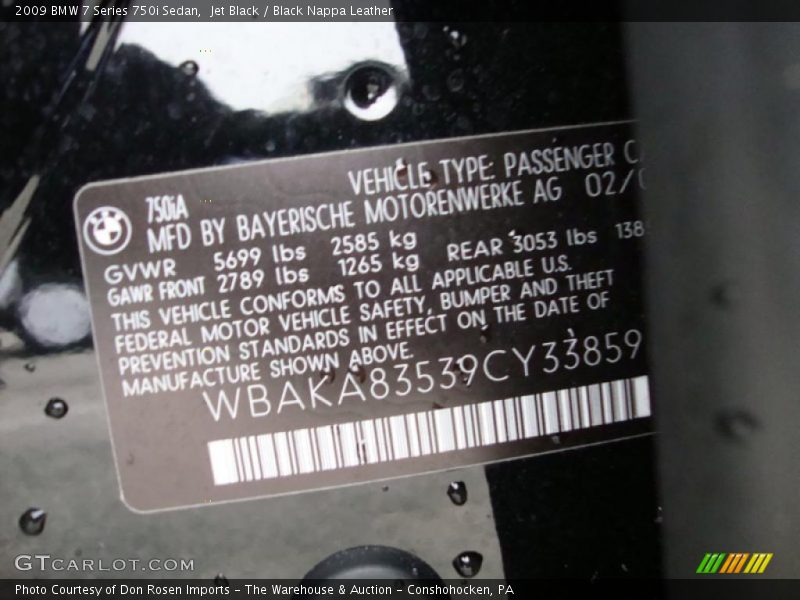 2009 BMW 7 Series 750i Sedan,  Jet Black / Black Nappa Leather
750iA
VEHICLE TYPE: PASSENGER
MFD BY BAYERISCHE MOTORENWERKE AG 02/
GVWR 5699 lbs 2585 kg
GAWR FRONT 2789 lbs 1265 kg REAR 3053 lbs 138
THIS VEHICLE CONFORMS TO ALL APPLICABLE U.S.
FEDERAL MOTOR VEHICLE SAFETY, BUMPER AND THEFT
PREVENTION STANDARDS IN EFFECT ON THE DATE OF
MANUFACTURE SHOWN ABOVE.
WBAKA83539CY33859
GTCARLOT.COM
Photo Courtesy of Don Rosen Imports – The Warehouse & Auction – Conshohocken, PA